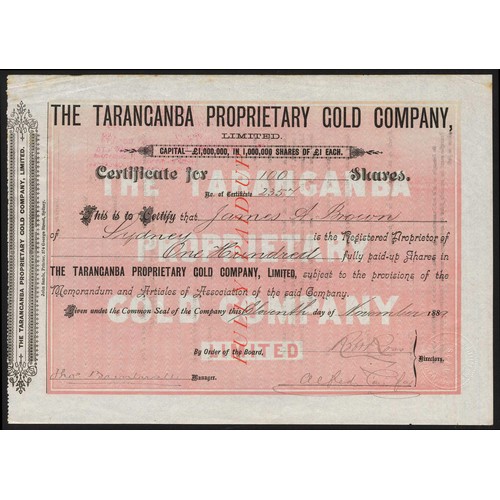 THE TARANGANBA PROPRIETARY GOLD COMPANY,
LIMITED.
CAPITAL—£1,000,000, IN 1,000,000 SHARES OF £1 EACH.
Certificate for 100 Shares.
No. of Certificate
This is to Certify that James A Brown
of Sydney is the Registered Proprietor of
One Hundred fully paid-up Shares in
THE TARANGANBA PROPRIETARY GOLD COMPANY, LIMITED, subject to the provisions of the
Memorandum and Articles of Association of the said Company.
Given under the Common Seal of the Company this Eleventh day of November 188
By Order of the Board,
Directors.
Manager.
FULLY PAID UP
THE TARANGANBA
PROPRIETARY
GOLD COMPANY
LIMITED
THE TARANGANBA PROPRIETARY GOLD COMPANY, LIMITED.